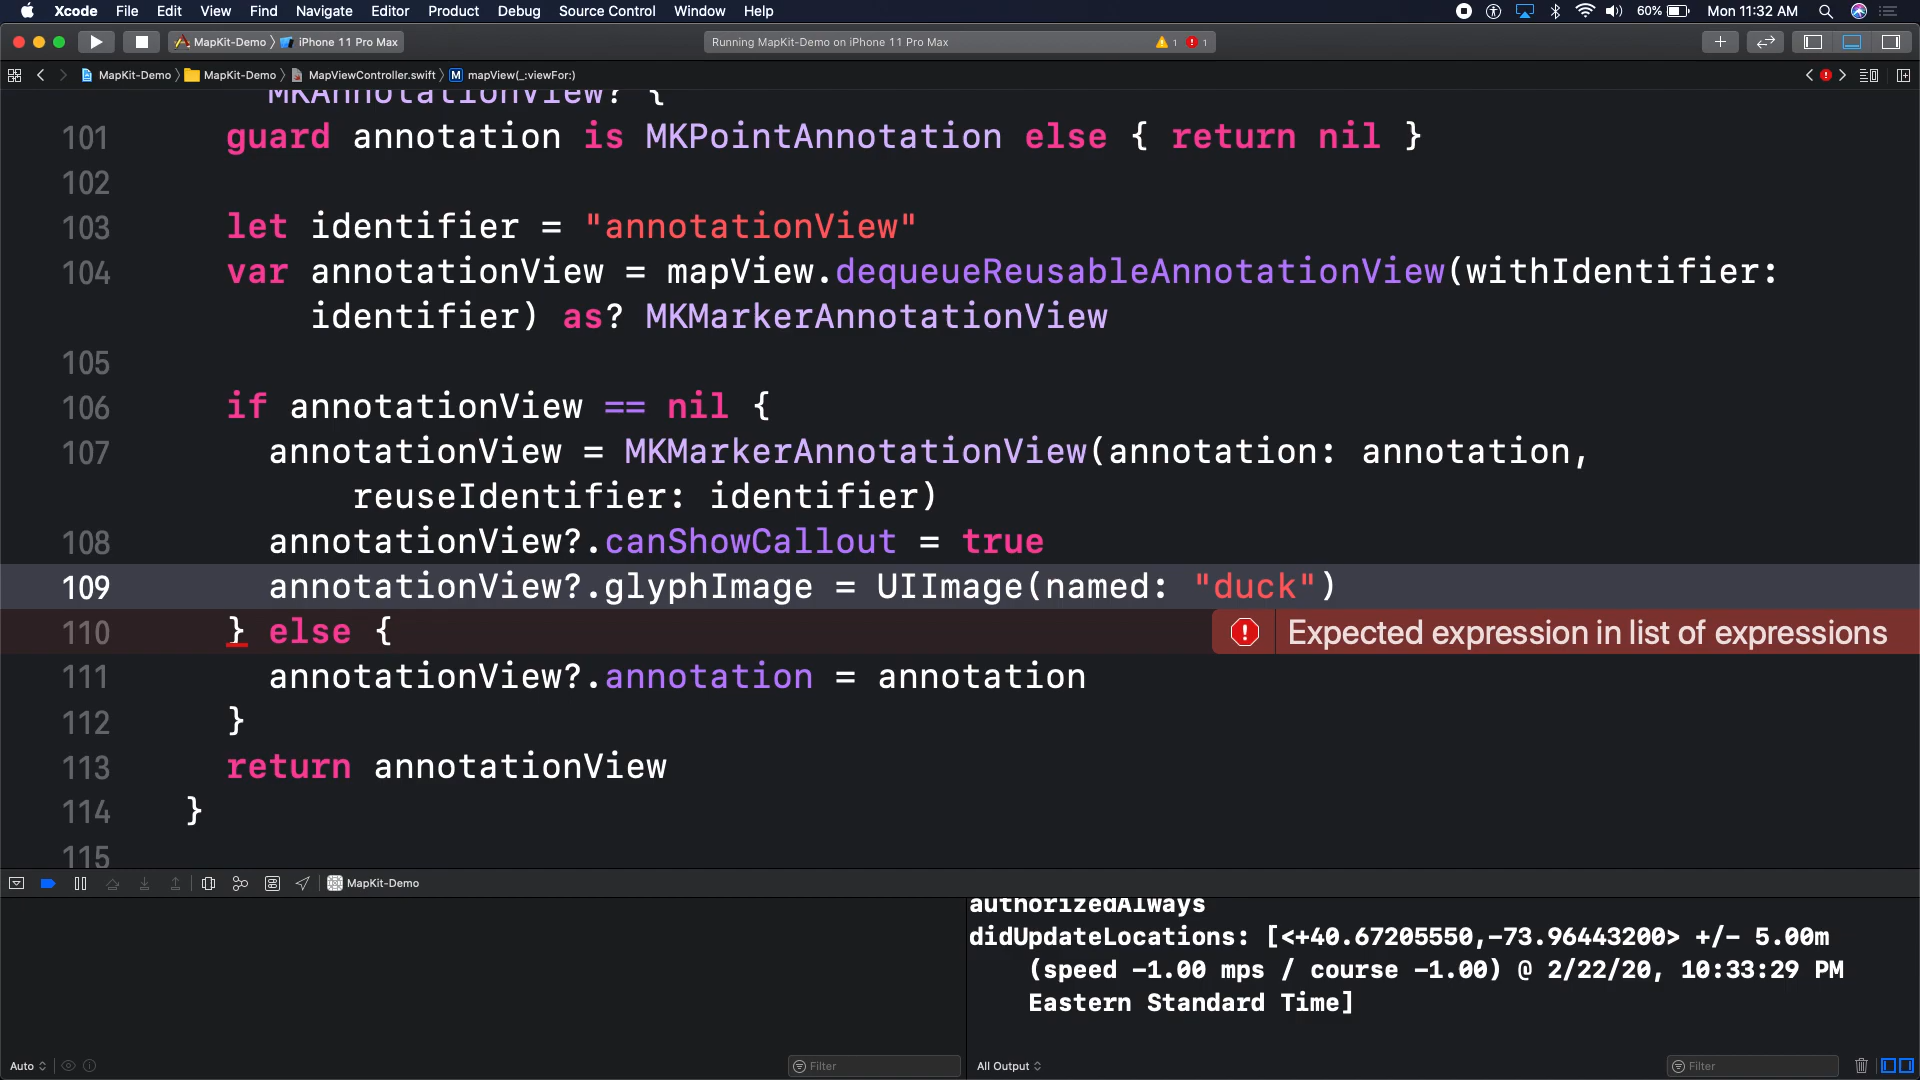 Xcode File Edit View Find Navigate Editor Product Debug Source Control Window Help 60% Mon 11:32 AM
MapKit-Demo iPhone 11 Pro Max Running MapKit-Demo on iPhone 11 Pro Max 1 1
MapKit-Demo MapKit-Demo MapViewController.swift M mapView(_:viewFor:)
MKAnnotationView? {
101 guard annotation is MKPointAnnotation else { return nil }
102
103 let identifier = "annotationView"
104 var annotationView = mapView.dequeueReusableAnnotationView(withIdentifier:
identifier) as? MKMarkerAnnotationView
105
106 if annotationView == nil {
107 annotationView = MKMarkerAnnotationView(annotation: annotation,
reuseIdentifier: identifier)
108 annotationView?.canShowCallout = true
109 annotationView?.glyphImage = UIImage(named: "duck")
110 } else { Expected expression in list of expressions
111 annotationView?.annotation = annotation
112 }
113 return annotationView
114 }
115
MapKit-Demo
authorizedAlways
didUpdateLocations: [<+40.67205550,-73.96443200> +/- 5.00m
(speed -1.00 mps / course -1.00) @ 2/22/20, 10:33:29 PM
Eastern Standard Time]
Auto Filter All Output Filter